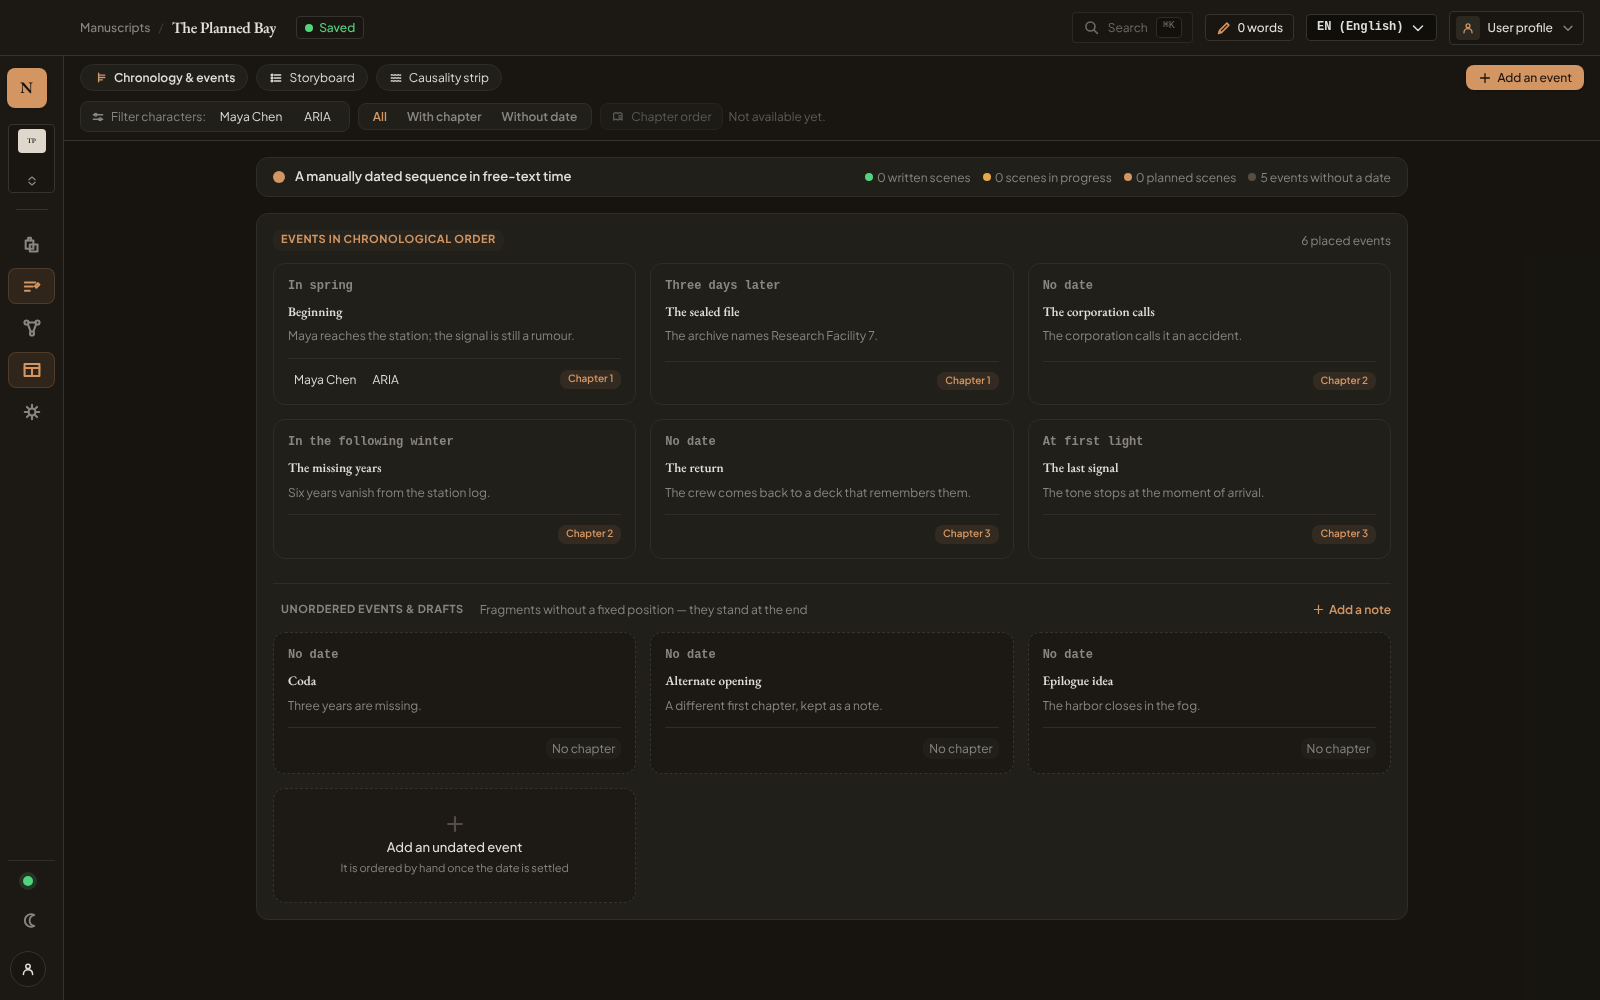 Manuscripts / The Planned Bay
Saved
Search ⌘K
0 words
EN (English)
User profile
N
TP
Chronology & events
Storyboard
Causality strip
Add an event
Filter characters: Maya Chen ARIA
All With chapter Without date
Chapter order
Not available yet.
A manually dated sequence in free-text time
0 written scenes
0 scenes in progress
0 planned scenes
5 events without a date
EVENTS IN CHRONOLOGICAL ORDER
6 placed events
In spring
Beginning
Maya reaches the station; the signal is still a rumour.
Maya Chen ARIA
Chapter 1
Three days later
The sealed file
The archive names Research Facility 7.
Chapter 1
No date
The corporation calls
The corporation calls it an accident.
Chapter 2
In the following winter
The missing years
Six years vanish from the station log.
Chapter 2
No date
The return
The crew comes back to a deck that remembers them.
Chapter 3
At first light
The last signal
The tone stops at the moment of arrival.
Chapter 3
UNORDERED EVENTS & DRAFTS
Fragments without a fixed position — they stand at the end
Add a note
No date
Coda
Three years are missing.
No chapter
No date
Alternate opening
A different first chapter, kept as a note.
No chapter
No date
Epilogue idea
The harbor closes in the fog.
No chapter
Add an undated event
It is ordered by hand once the date is settled